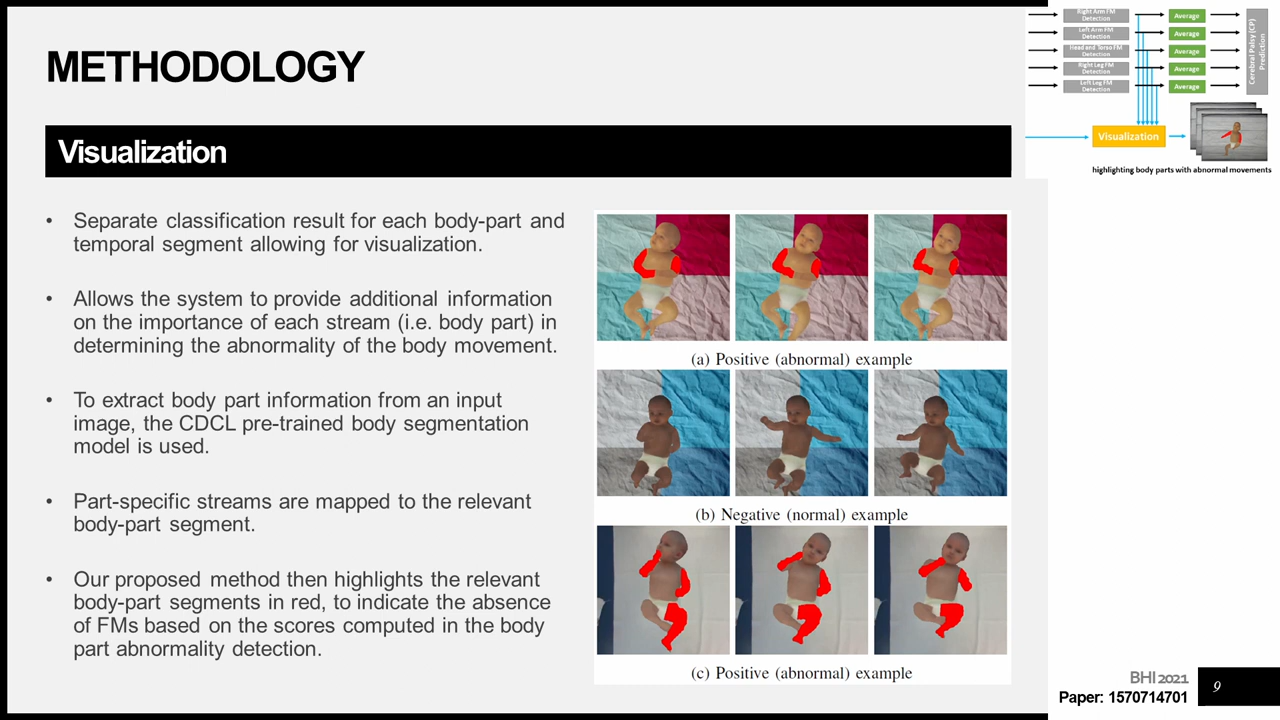 METHODOLOGY
Visualization
• Separate classification result for each body-part and
temporal segment allowing for visualization.
• Allows the system to provide additional information
on the importance of each stream (i.e. body part) in
determining the abnormality of the body movement.
• To extract body part information from an input
image, the CDCL pre-trained body segmentation
model is used.
• Part-specific streams are mapped to the relevant
body-part segment.
• Our proposed method then highlights the relevant
body-part segments in red, to indicate the absence
of FMs based on the scores computed in the body
part abnormality detection.
(a) Positive (abnormal) example
(b) Negative (normal) example
(c) Positive (abnormal) example
Right Arm FM
Detection
Average
Left Arm FM
Detection
Average
Head and Torso FM
Detection
Average
Right Leg FM
Detection
Average
Left Leg FM
Detection
Average
Cerebral Palsy (CP)
Prediction
Visualization
highlighting body parts with abnormal movements
BHI 2021
Paper: 1570714701
9